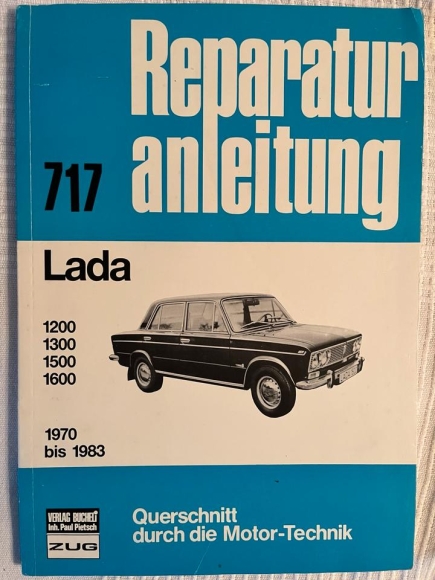 Reparatur
anleitung
717
Lada
1200
1300
1500
1600
1970
bis 1983
VERLAG BUCHELI
Inh. Paul Pietsch
ZUG
Querschnitt
durch die Motor-Technik